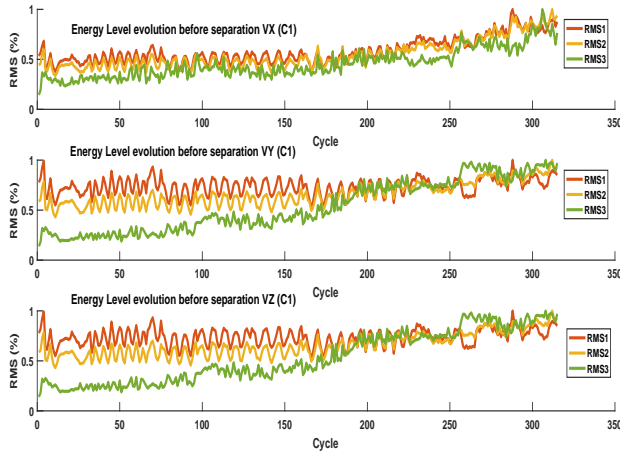 Energy Level evolution before separation VX (C1)
RMS (%)
1
0.5
0
RMS1
RMS2
RMS3
0 50 100 150 200 250 300 350
Cycle
Energy Level evolution before separation VY (C1)
RMS (%)
1
0.5
0
RMS1
RMS2
RMS3
0 50 100 150 200 250 300 350
Cycle
Energy Level evolution before separation VZ (C1)
RMS (%)
1
0.5
0
RMS1
RMS2
RMS3
0 50 100 150 200 250 300 350
Cycle